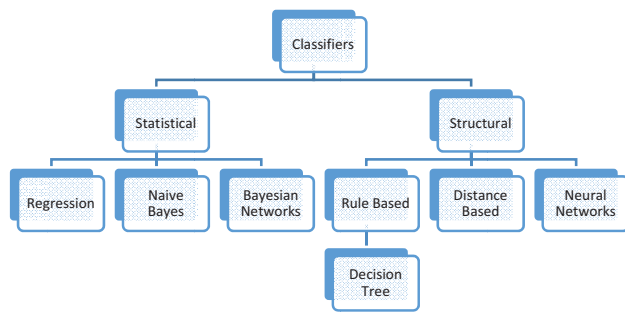 Classifiers
Statistical
Structural
Regression
Naive
Bayes
Bayesian
Networks
Rule Based
Distance
Based
Neural
Networks
Decision
Tree